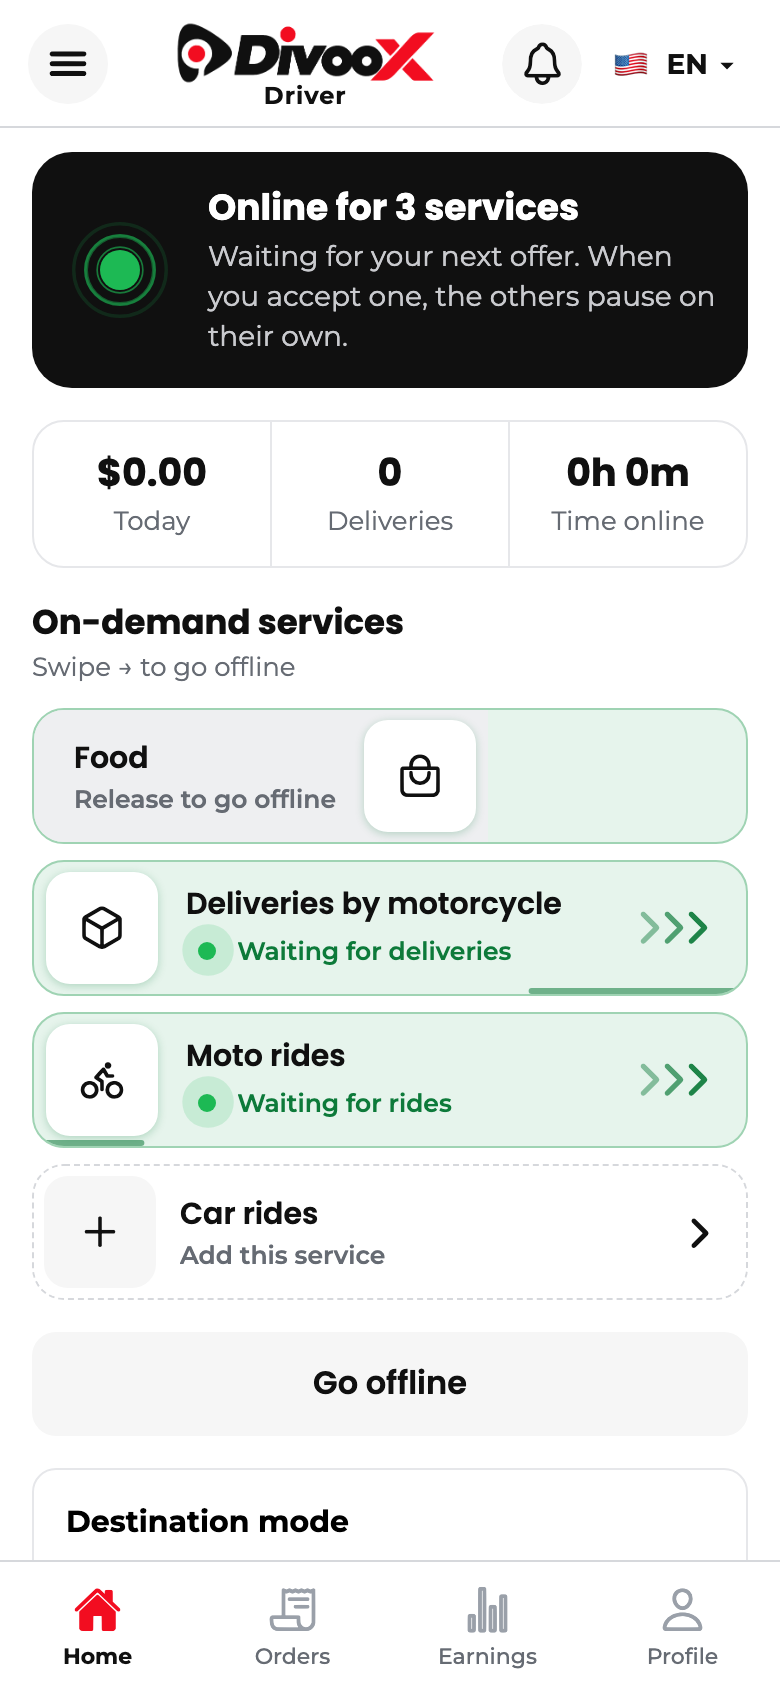 DivooX
Driver
EN
Online for 3 services
Waiting for your next offer. When
you accept one, the others pause on
their own.
$0.00
0
0h 0m
Today
Deliveries
Time online
On-demand services
Swipe → to go offline
Food
Release to go offline
Deliveries by motorcycle
Waiting for deliveries
Moto rides
Waiting for rides
Car rides
Add this service
Go offline
Destination mode
Home
Orders
Earnings
Profile